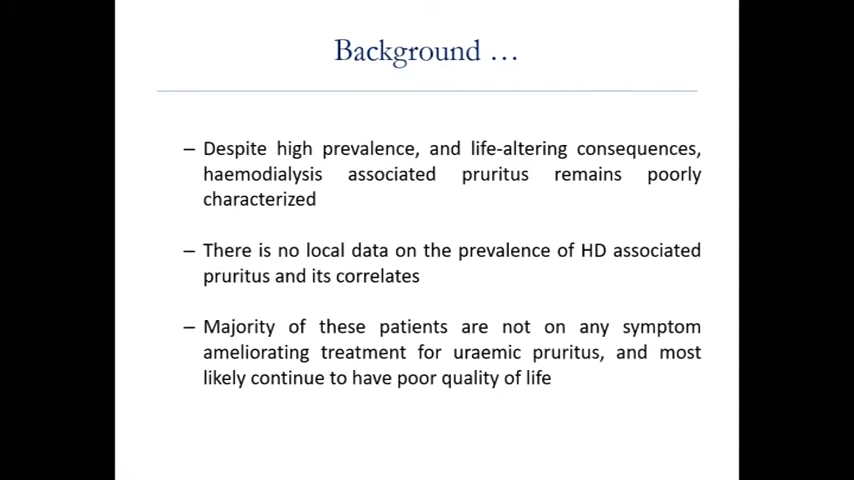 Background …
– Despite high prevalence, and life-altering consequences,
haemodialysis associated pruritus remains poorly
characterized
– There is no local data on the prevalence of HD associated
pruritus and its correlates
– Majority of these patients are not on any symptom
ameliorating treatment for uraemic pruritus, and most
likely continue to have poor quality of life